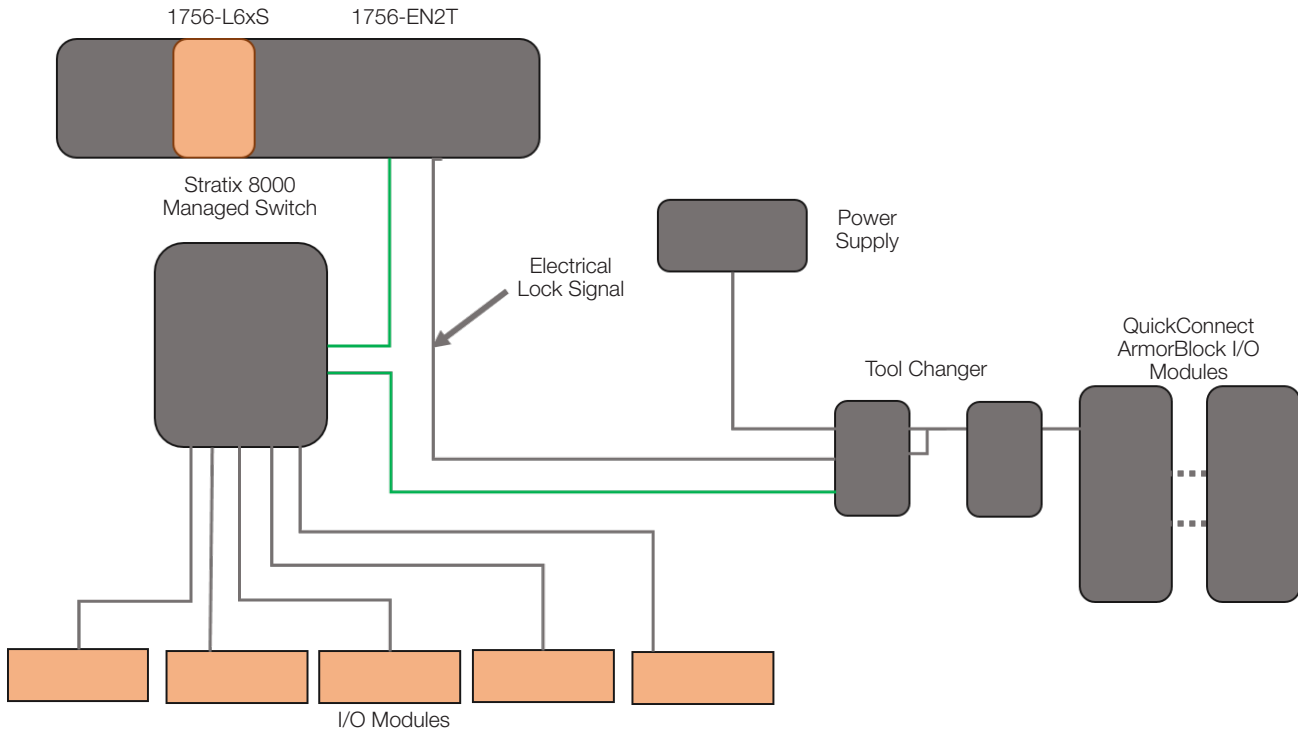 1756-L6xS
1756-EN2T
Stratix 8000
Managed Switch
Power
Supply
Electrical
Lock Signal
QuickConnect
ArmorBlock I/O
Modules
Tool Changer
I/O Modules